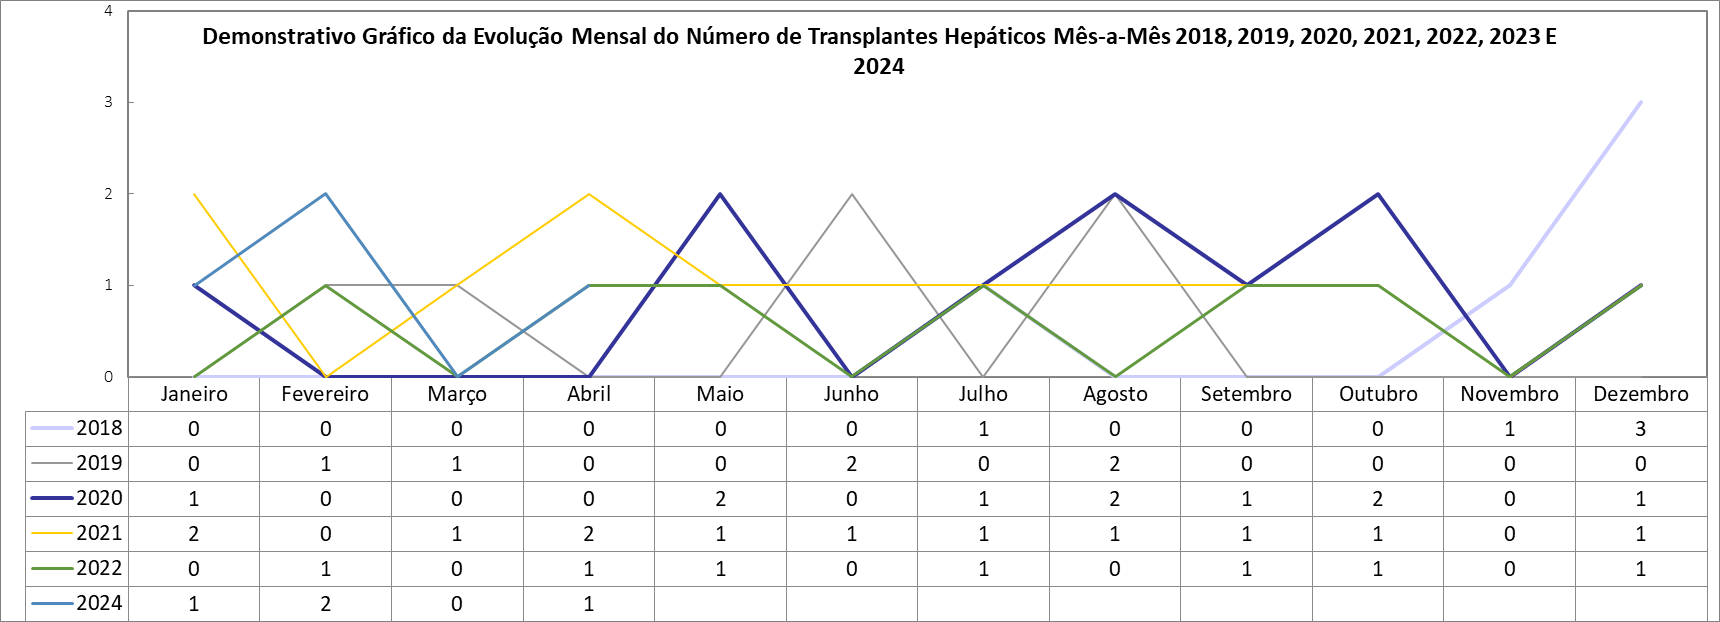 Demonstrativo Gráfico da Evolução Mensal do Número de Transplantes Hepáticos Mês-a-Mês 2018, 2019, 2020, 2021, 2022, 2023 E
2024
4
3
2
1
0
Janeiro Fevereiro Março Abril Maio Junho Julho Agosto Setembro Outubro Novembro Dezembro
2018 0 0 0 0 0 0 1 0 0 0 1 3
2019 0 1 1 0 0 2 0 2 0 0 0 0
2020 1 0 0 0 2 0 1 2 1 2 0 1
2021 2 0 1 2 1 1 1 1 1 1 0 1
2022 0 1 0 1 1 0 1 0 1 1 0 1
2024 1 2 0 1